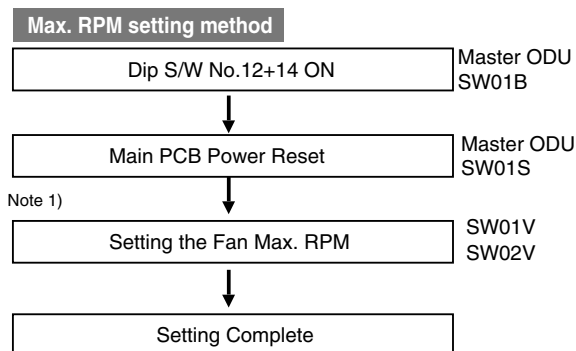 Max. RPM setting method
Dip S/W No.12+14 ON
Master ODU
SW01B
Main PCB Power Reset
Master ODU
SW01S
Note 1)
Setting the Fan Max. RPM
SW01V
SW02V
Setting Complete